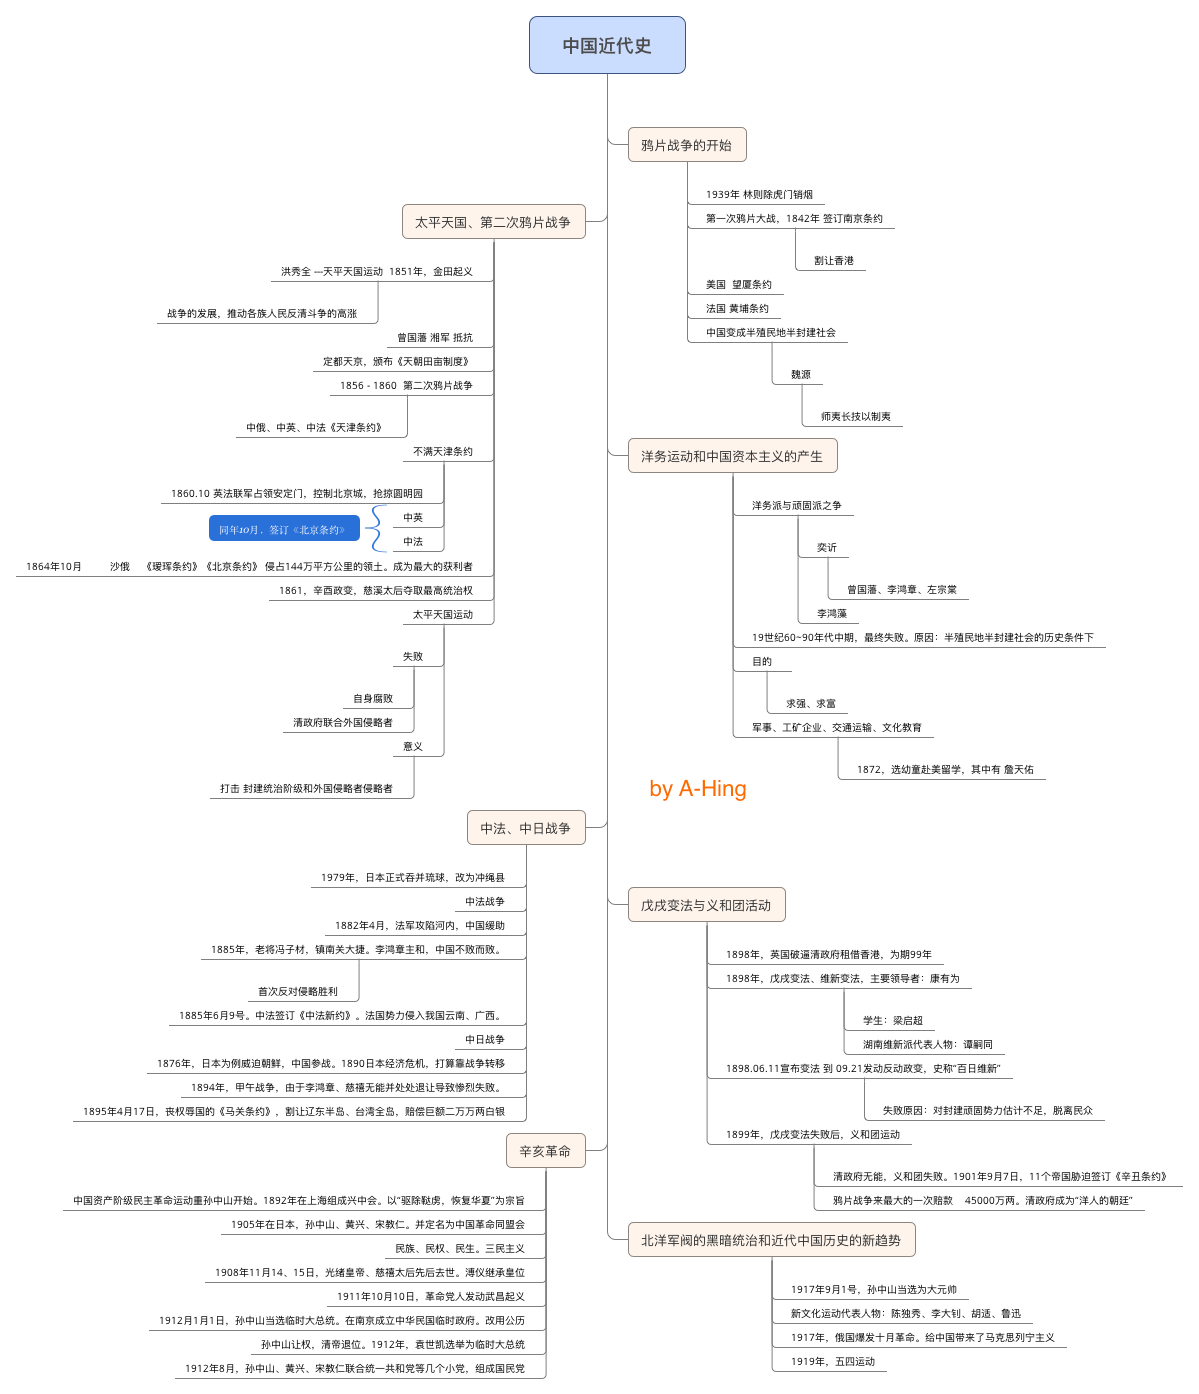 中国近代史
鸦片战争的开始
1939年 林则除虎门销烟
第一次鸦片大战，1842年 签订南京条约
割让香港
美国 望厦条约
法国 黄埔条约
中国变成半殖民地半封建社会
魏源
师夷长技以制夷
太平天国、第二次鸦片战争
洪秀全 ---天平天国运动 1851年，金田起义
战争的发展，推动各族人民反清斗争的高涨
曾国藩 湘军 抵抗
定都天京，颁布《天朝田亩制度》
1856 - 1860 第二次鸦片战争
中俄、中英、中法《天津条约》
不满天津条约
1860.10 英法联军占领安定门，控制北京城，抢掠圆明园
中英
同年10月，签订《北京条约》
中法
1864年10月 沙俄 《瑷珲条约》《北京条约》 侵占144万平方公里的领土。成为最大的获利者
1861，辛酉政变，慈溪太后夺取最高统治权
太平天国运动
失败
自身腐败
清政府联合外国侵略者
意义
打击 封建统治阶级和外国侵略者侵略者
洋务运动和中国资本主义的产生
洋务派与顽固派之争
奕䜣
曾国藩、李鸿章、左宗棠
李鸿藻
19世纪60~90年代中期，最终失败。原因：半殖民地半封建社会的历史条件下
目的
求强、求富
军事、工矿企业、交通运输、文化教育
1872，选幼童赴美留学，其中有 詹天佑
by A-Hing
中法、中日战争
1979年，日本正式吞并琉球，改为冲绳县
中法战争
1882年4月，法军攻陷河内，中国缓助
1885年，老将冯子材，镇南关大捷。李鸿章主和，中国不败而败。
首次反对侵略胜利
1885年6月9号。中法签订《中法新约》。法国势力侵入我国云南、广西。
中日战争
1876年，日本为例威迫朝鲜，中国参战。1890日本经济危机，打算靠战争转移
1894年，甲午战争，由于李鸿章、慈禧无能并处处退让导致惨烈失败。
1895年4月17日，丧权辱国的《马关条约》，割让辽东半岛、台湾全岛，赔偿巨额二万万两白银
戊戌变法与义和团活动
1898年，英国破逼清政府租借香港，为期99年
1898年，戊戌变法、维新变法，主要领导者：康有为
学生：梁启超
湖南维新派代表人物：谭嗣同
1898.06.11宣布变法 到 09.21发动反动政变，史称“百日维新”
失败原因：对封建顽固势力估计不足，脱离民众
1899年，戊戌变法失败后，义和团运动
清政府无能，义和团失败。1901年9月7日，11个帝国胁迫签订《辛丑条约》
鸦片战争来最大的一次赔款 45000万两。清政府成为“洋人的朝廷”
辛亥革命
中国资产阶级民主革命运动重孙中山开始。1892年在上海组成兴中会。以“驱除鞑虏，恢复华夏”为宗旨
1905年在日本，孙中山、黄兴、宋教仁。并定名为中国革命同盟会
民族、民权、民生。三民主义
1908年11月14、15日，光绪皇帝、慈禧太后先后去世。溥仪继承皇位
1911年10月10日，革命党人发动武昌起义
1912月1月1日，孙中山当选临时大总统。在南京成立中华民国临时政府。改用公历
孙中山让权，清帝退位。1912年，袁世凯选举为临时大总统
1912年8月，孙中山、黄兴、宋教仁联合统一共和党等几个小党，组成国民党
北洋军阀的黑暗统治和近代中国历史的新趋势
1917年9月1号，孙中山当选为大元帅
新文化运动代表人物：陈独秀、李大钊、胡适、鲁迅
1917年，俄国爆发十月革命。给中国带来了马克思列宁主义
1919年，五四运动